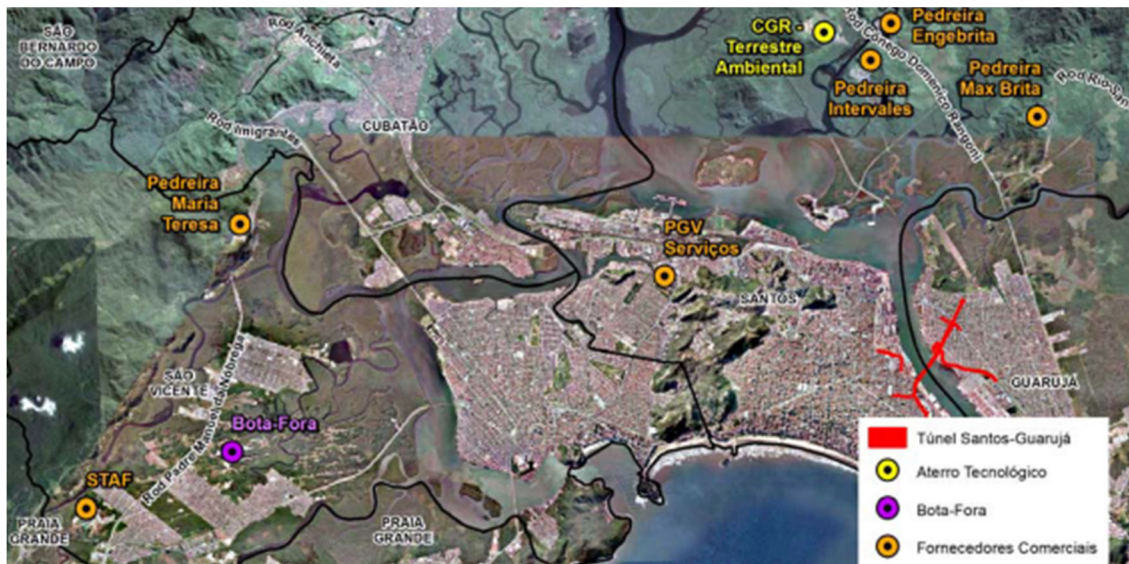 SÃO
BERNARDO
DO CAMPO
Rod Anchieta
CGR -
Terrestre
Ambiental
Rod Cônego Domenico Rangoni
Pedreira
Engebrita
Pedreira
Intervales
Pedreira
Max Brita
Rod Rio-San
Rod Imigrantes
CUBATÃO
Pedreira
Maria
Teresa
PGV
Serviços
SANTOS
SÃO
VICENTE
Rod Padre Manuel da Nóbrega
GUARUJÁ
Bota-Fora
STAF
PRAIA
GRANDE
PRAIA
GRANDE
Túnel Santos-Guarujá
Aterro Tecnológico
Bota-Fora
Fornecedores Comerciais